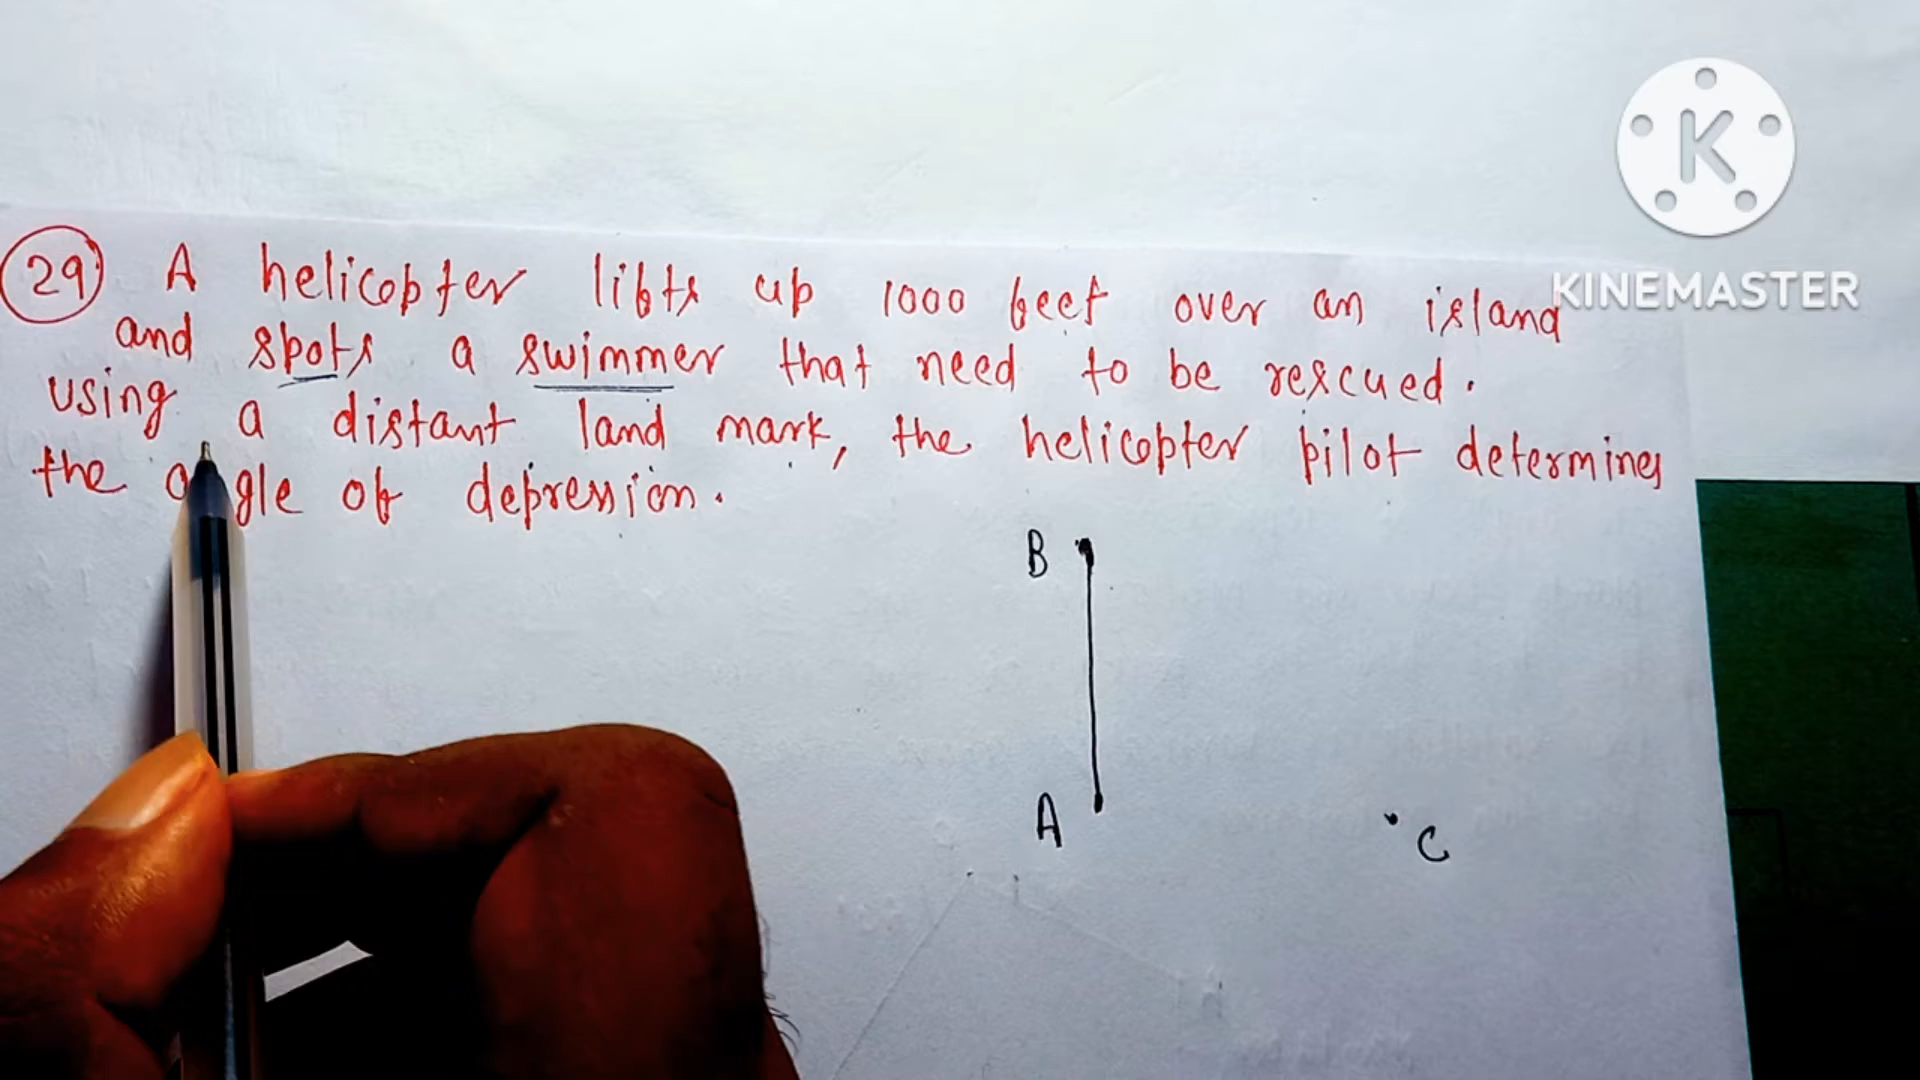 29 A helicopter lifts up 1000 feet over an island
and spots a swimmer that need to be rescued.
using a distant land mark, the helicopter pilot determines
the angle of depression.
B
A
C
K
KINEMASTER